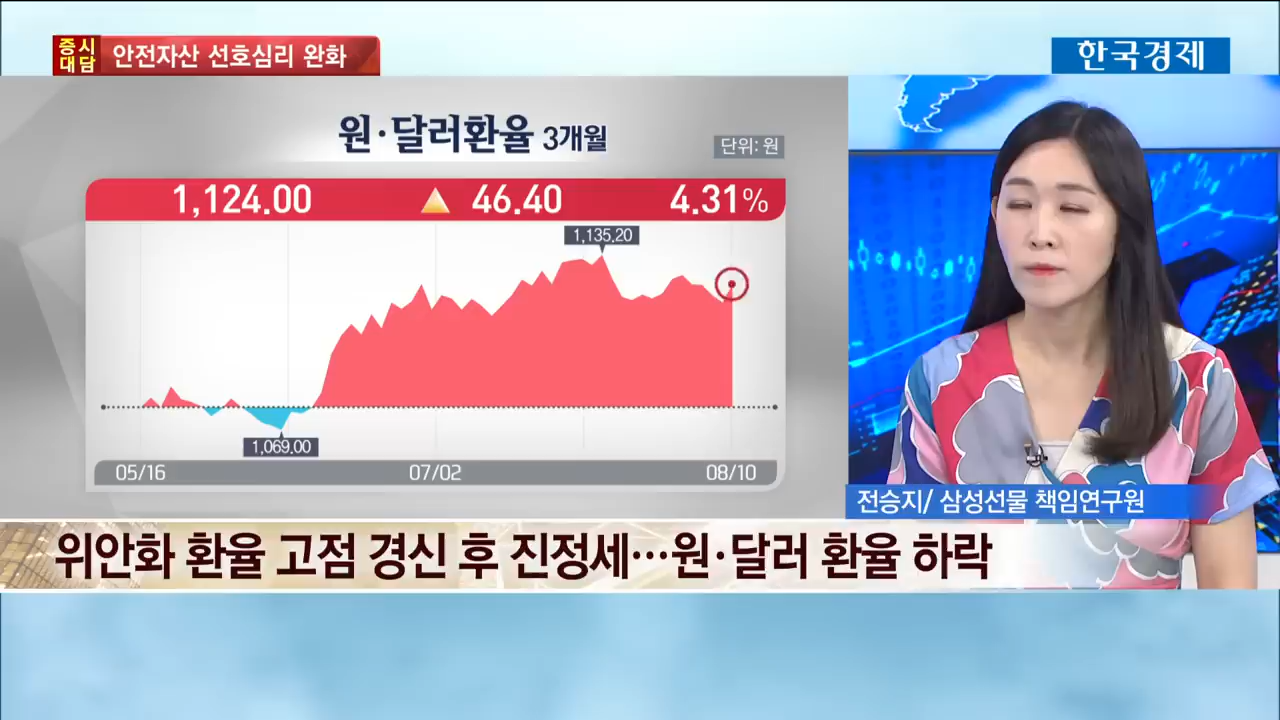 증시
대담
안전자산 선호심리 완화
한국경제
원·달러환율 3개월
단위: 원
1,124.00 ▲ 46.40 4.31%
1,135.20
1,069.00
05/16 07/02 08/10
전승지/ 삼성선물 책임연구원
위안화 환율 고점 경신 후 진정세…원·달러 환율 하락